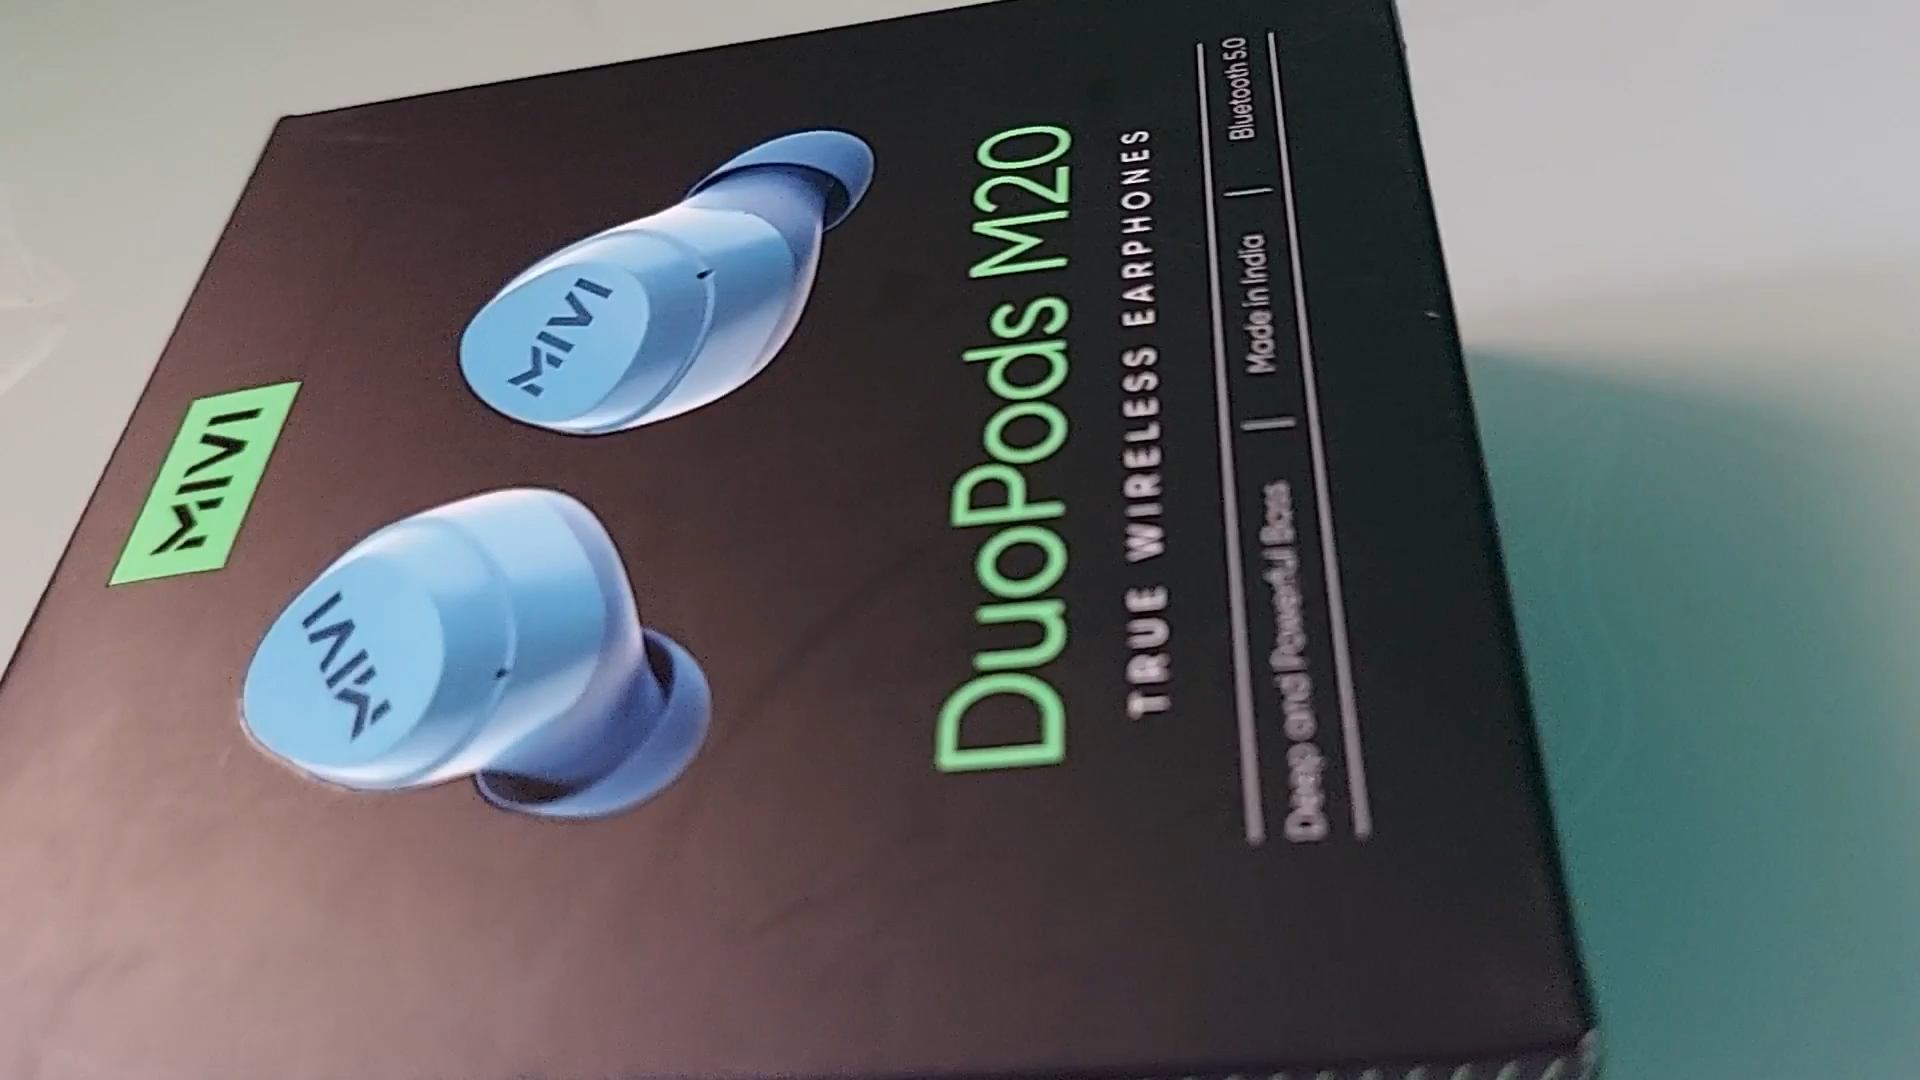 MIVI
MIVI
MIVI
DuoPods M20
TRUE WIRELESS EARPHONES
Deep and Powerful Bass | Made in India | Bluetooth 5.0